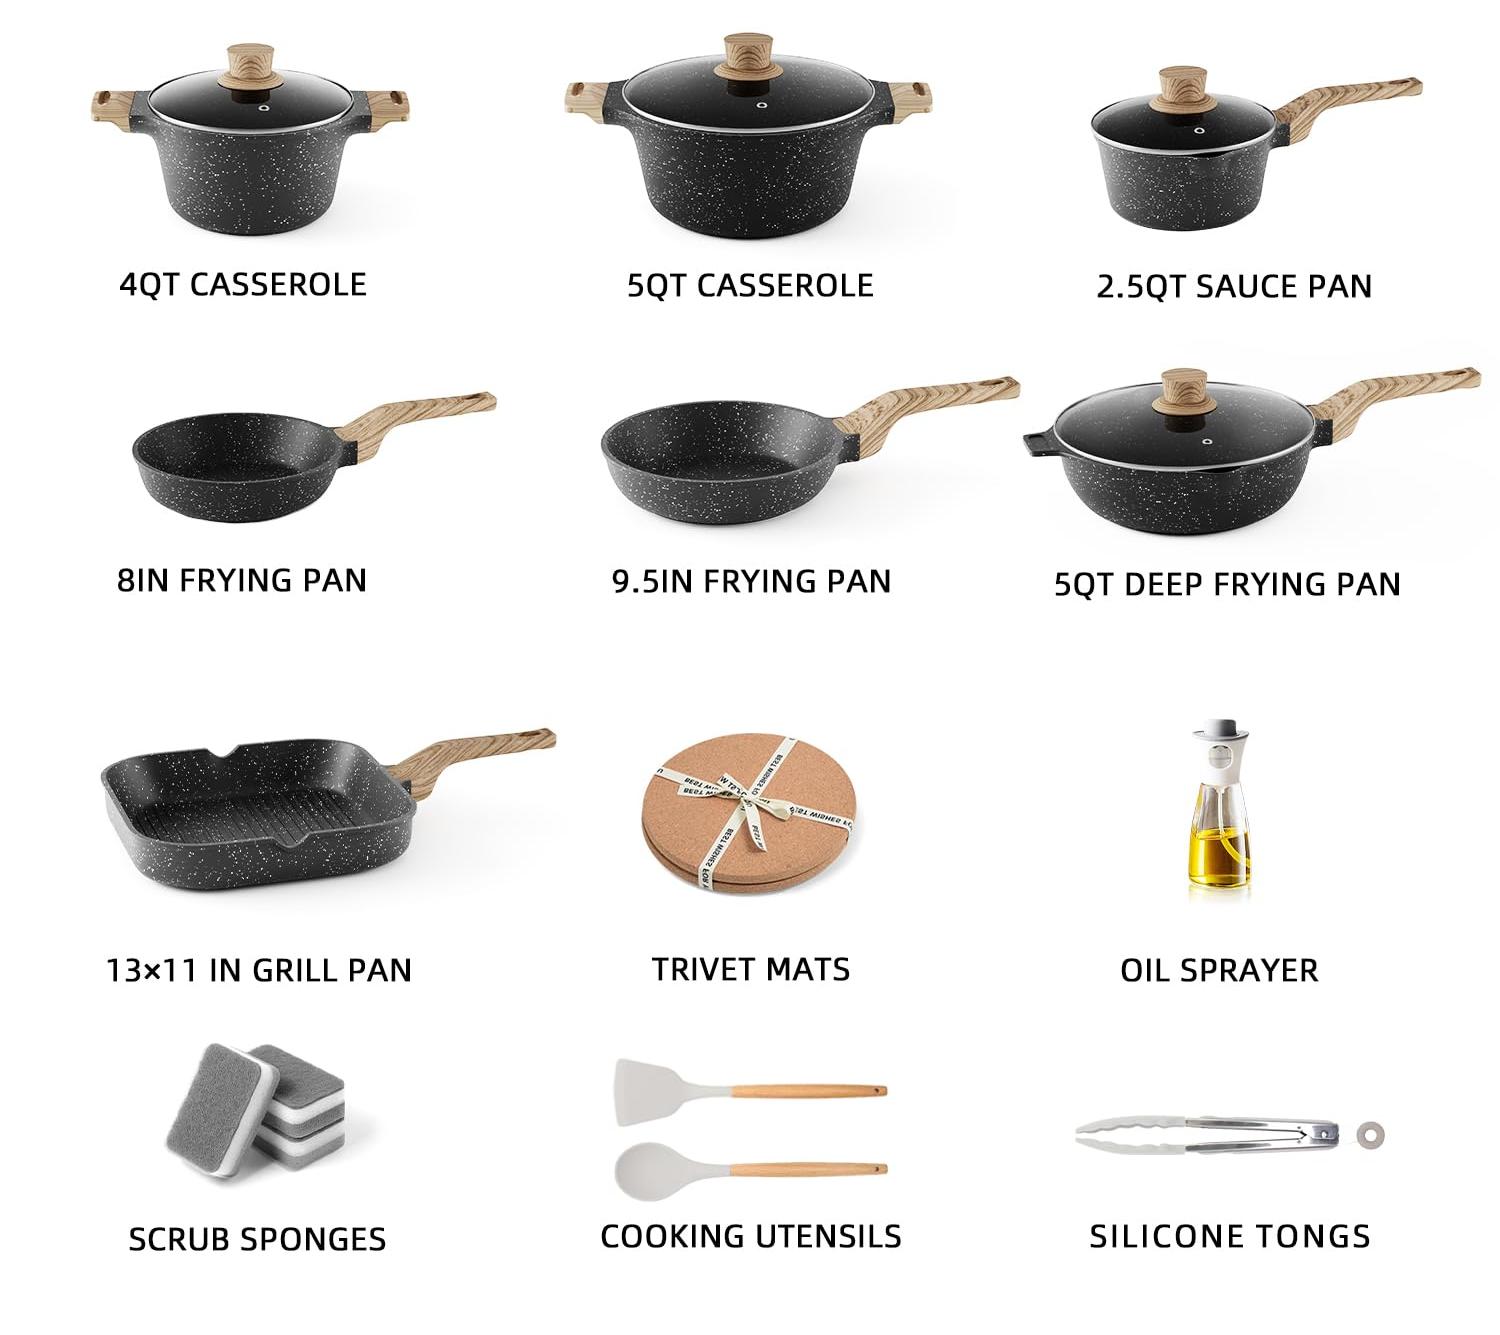 4QT CASSEROLE
5QT CASSEROLE
2.5QT SAUCE PAN
8IN FRYING PAN
9.5IN FRYING PAN
5QT DEEP FRYING PAN
13×11 IN GRILL PAN
TRIVET MATS
OIL SPRAYER
SCRUB SPONGES
COOKING UTENSILS
SILICONE TONGS